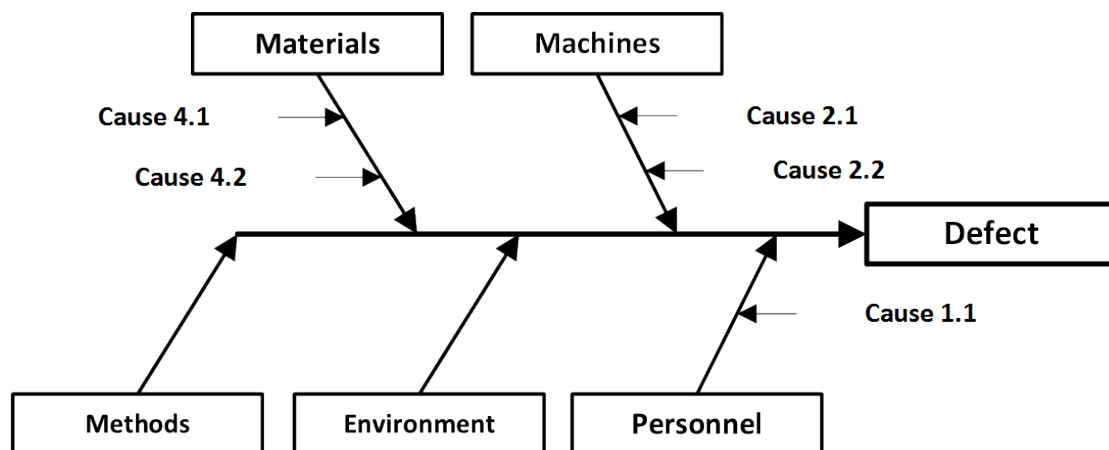 Materials
Machines
Cause 4.1
Cause 2.1
Cause 4.2
Cause 2.2
Defect
Cause 1.1
Methods
Environment
Personnel